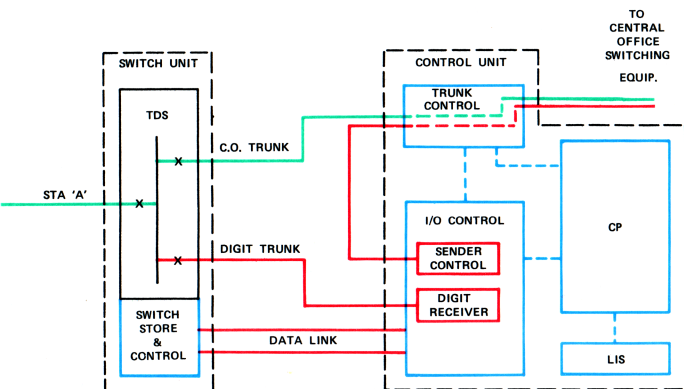 TO
CENTRAL
OFFICE
SWITCHING
EQUIP.
SWITCH UNIT
CONTROL UNIT
TRUNK
CONTROL
TDS
C.O. TRUNK
STA 'A'
I/O CONTROL
CP
DIGIT TRUNK
SENDER
CONTROL
DIGIT
RECEIVER
SWITCH
STORE
&
CONTROL
DATA LINK
LIS